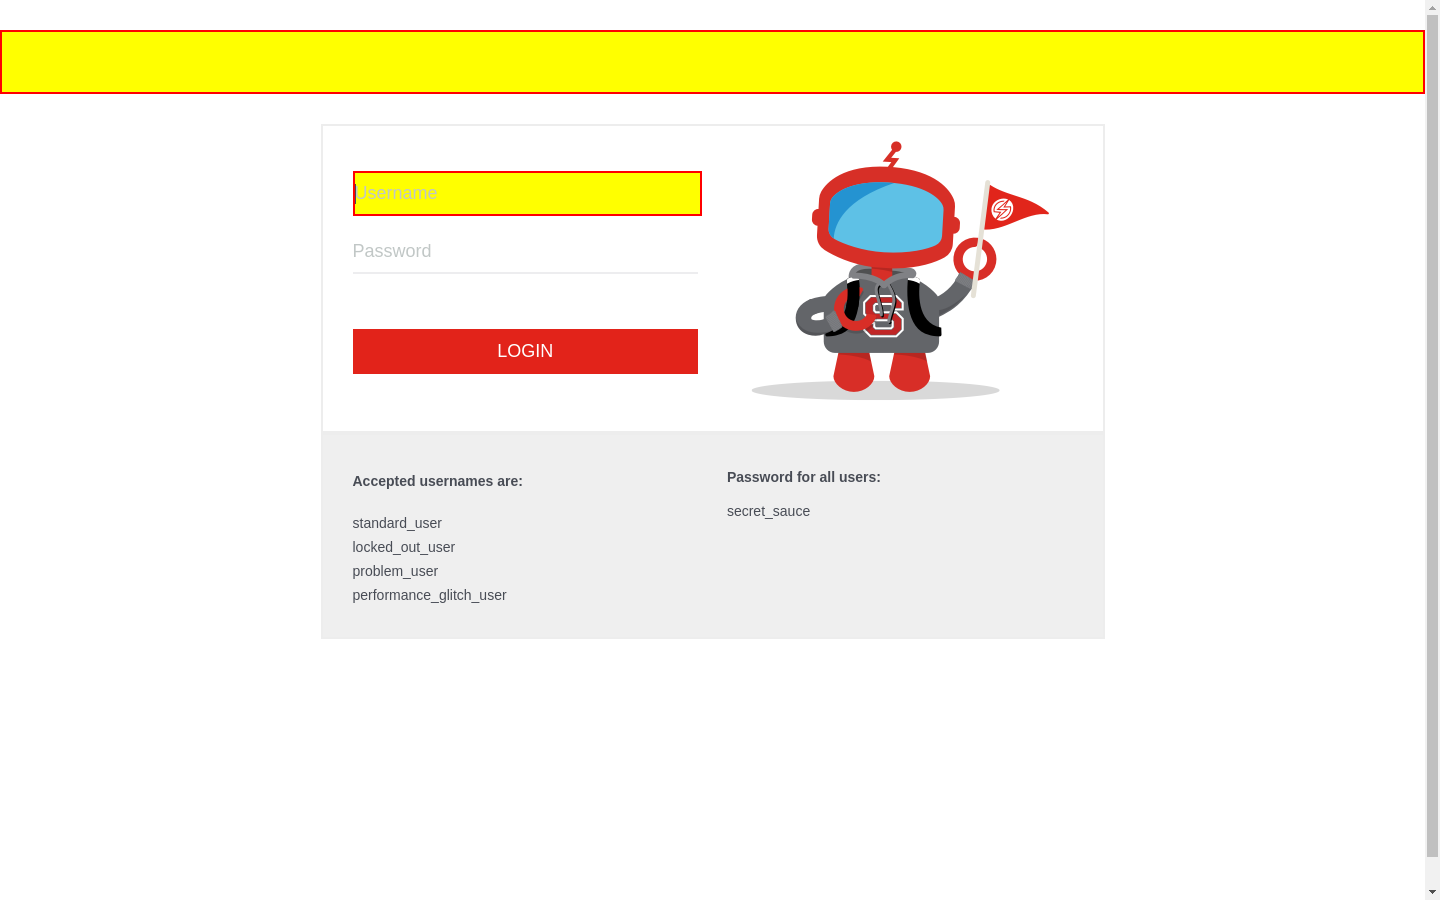 Username
Password
LOGIN
S
Accepted usernames are:
standard_user
locked_out_user
problem_user
performance_glitch_user
Password for all users:
secret_sauce